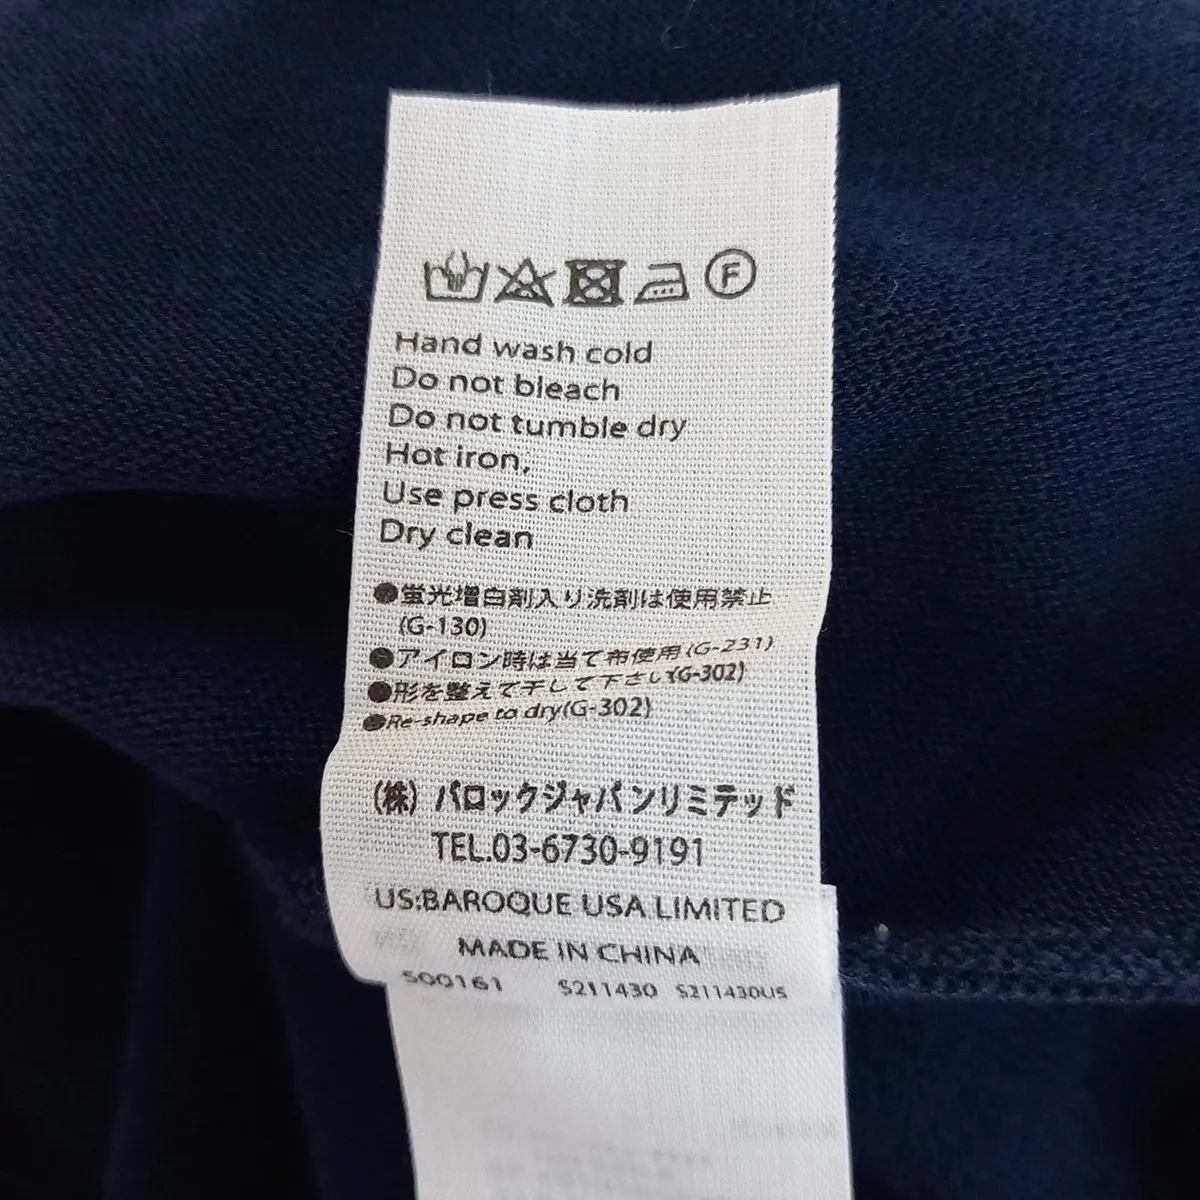 F
Hand wash cold
Do not bleach
Do not tumble dry
Hot iron,
Use press cloth
Dry clean
●蛍光増白剤入り洗剤は使用禁止
(G-130)
●アイロン時は当て布使用(G-231)
●形を整えて干して下さい(G-302)
●Re-shape to dry(G-302)
(株) バロックジャパンリミテッド
TEL.03-6730-9191
US:BAROQUE USA LIMITED
MADE IN CHINA
S00161 S211430 S211430US